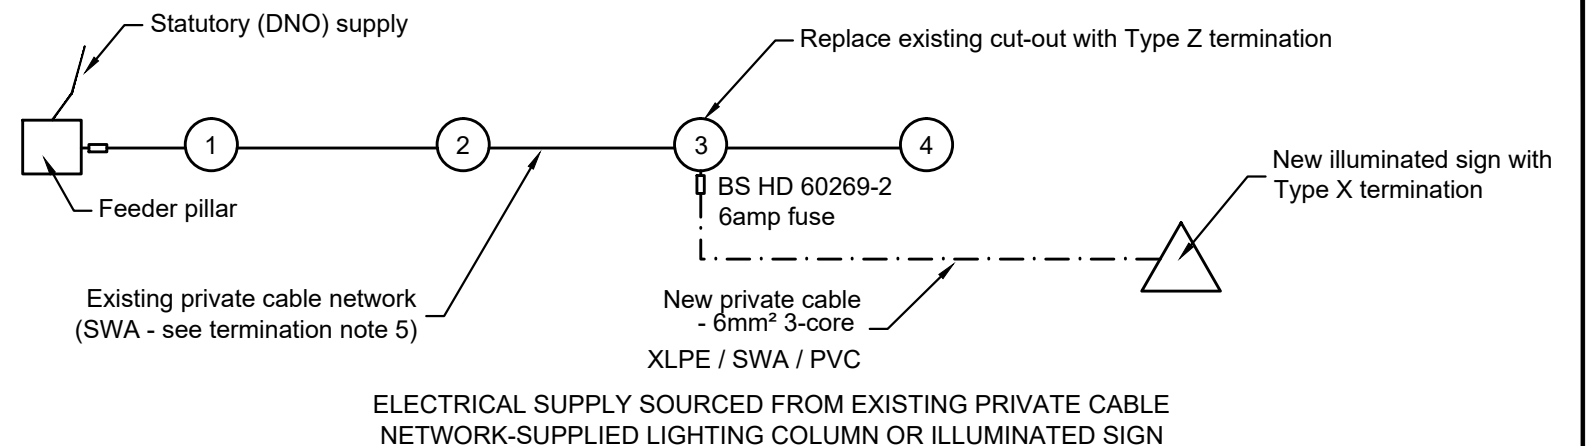 Statutory (DNO) supply
Replace existing cut-out with Type Z termination
1
2
3
4
New illuminated sign with
Type X termination
BS HD 60269-2
6amp fuse
Feeder pillar
Existing private cable network
(SWA - see termination note 5)
New private cable
- 6mm² 3-core
XLPE / SWA / PVC
ELECTRICAL SUPPLY SOURCED FROM EXISTING PRIVATE CABLE
NETWORK-SUPPLIED LIGHTING COLUMN OR ILLUMINATED SIGN